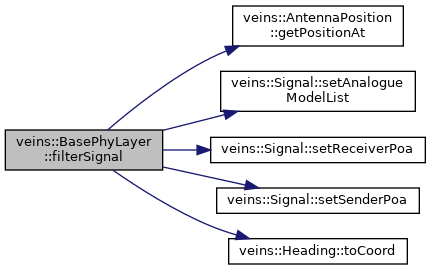 veins::AntennaPosition
::getPositionAt
veins::Signal::setAnalogue
ModelList
veins::BasePhyLayer
::filterSignal
veins::Signal::setReceiverPoa
veins::Signal::setSenderPoa
veins::Heading::toCoord